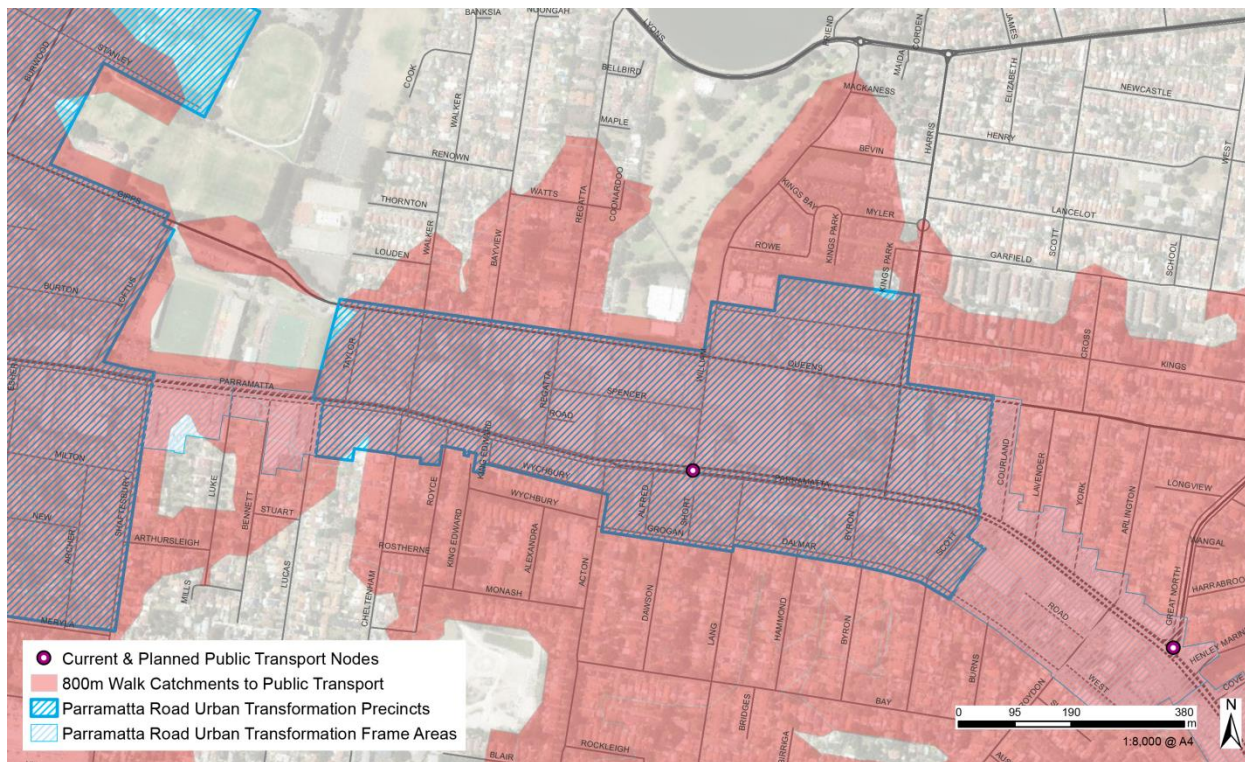 BANKSIA
NOUNGAH
LYONS
FRIEND
CORDEN
MAIDA
JAMES
BURWOOD
STANLEY
COOK
WALKER
BELLBIRD
ELIZABETH
NEWCASTLE
MACKANESS
MAPLE
HARRIS
HENRY
WEST
RENOWN
BEVIN
WATTS
REGATTA
COONARDOO
KINGS BAY
THORNTON
GIPPS
WALKER
BAYVIEW
MYLER
KINGS PARK
LANCELOT
SCOTT
SCHOOL
LOUDEN
ROWE
KINGS PARK
GARFIELD
BURTON
LOFTUS
TAYLOR
CROSS
KINGS
QUEENS
PARRAMATTA
REGATTA
SPENCER
ROAD
MILTON
LUKE
BENNETT
KING EDWARD
WYCHBURY
PARRAMATTA
COURLAND
LAVENDER
YORK
ARLINGTON
LONGVIEW
SHAFTESBURY
ROYCE
WYCHBURY
ALFRED
SHORT
NEW
ARCHER
STUART
ARTHURSLEIGH
LUCAS
ROSTHERNE
KING EDWARD
ALEXANDRA
ACTON
GROGAN
DALMAR
BYRON
SCOTT
WANGAL
GREAT NORTH
MILLS
CHELTENHAM
MONASH
DAWSON
LANG
HAMMOND
BYRON
BURNS
ROAD
MERYLA
WEST
BAY
BRIDGES
ROCKLEIGH
BLAIR
Current & Planned Public Transport Nodes
800m Walk Catchments to Public Transport
Parramatta Road Urban Transformation Precincts
Parramatta Road Urban Transformation Frame Areas
0 95 190 380
m
1:8,000 @ A4
N